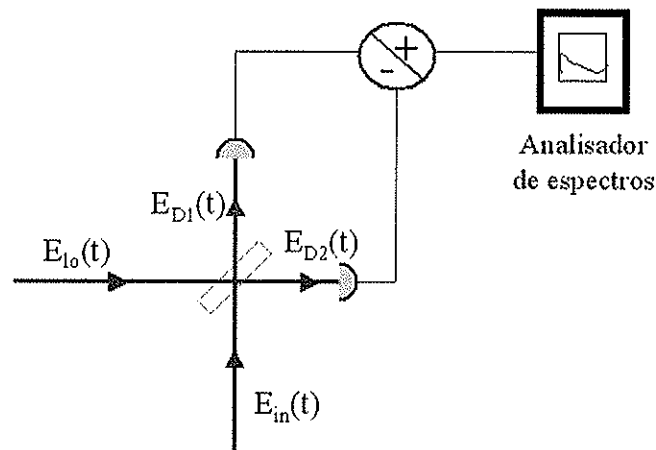 +
-
Analisador
de espectros
E_D1(t)
E_D2(t)
E_lo(t)
E_in(t)